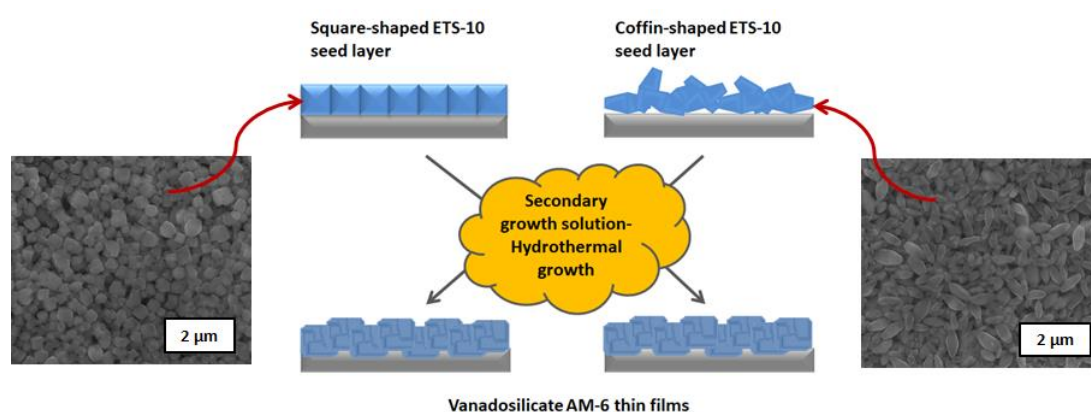 Square-shaped ETS-10
seed layer
Coffin-shaped ETS-10
seed layer
Secondary
growth solution-
Hydrothermal
growth
2 µm
2 µm
Vanadosilicate AM-6 thin films